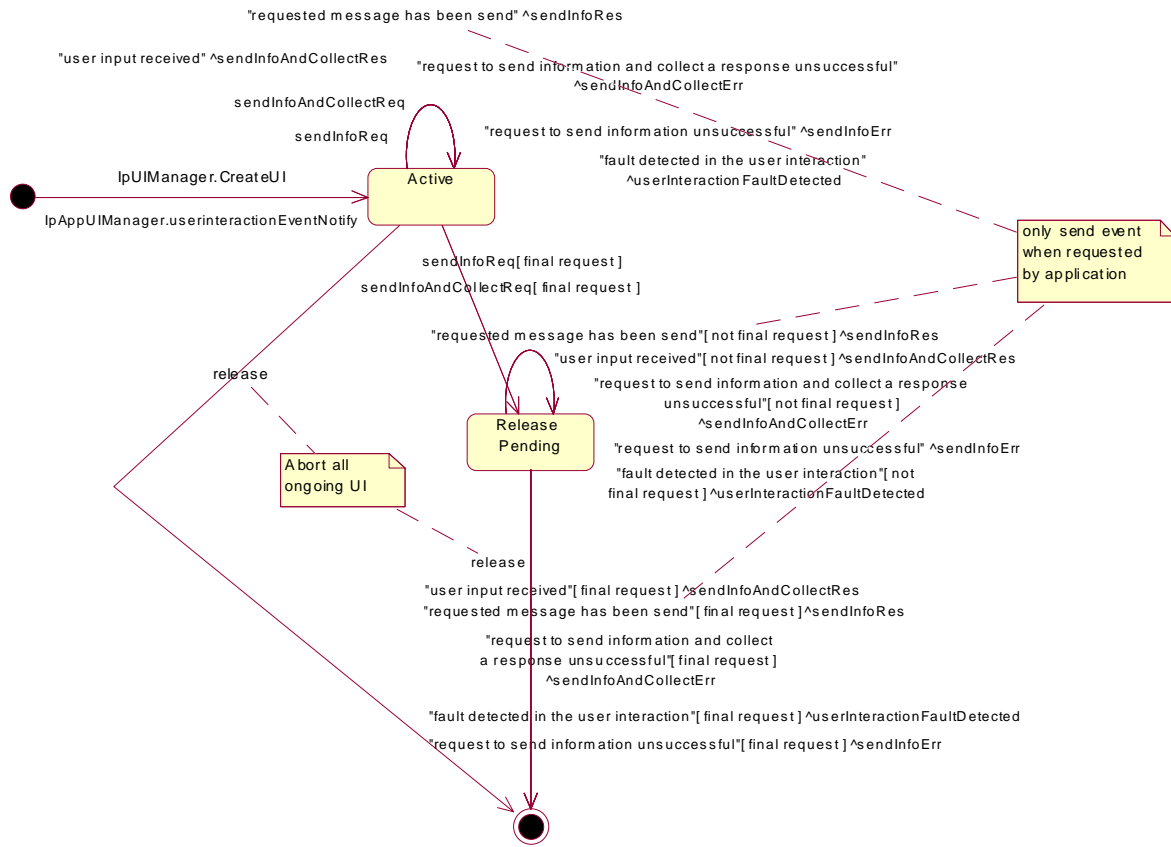 "requested message has been send" ^sendInfoRes
"user input received" ^sendInfoAndCollectRes
"request to send information and collect a response unsuccessful"
^sendInfoAndCollectErr
sendInfoAndCollectReq
"request to send information unsuccessful" ^sendInfoErr
sendInfoReq
"fault detected in the user interaction"
^userInteractionFaultDetected
IpUIManager.CreateUI
Active
IpAppUIManager.userinteractionEventNotify
only send event
when requested
by application
sendInfoReq[ final request ]
sendInfoAndCollectReq[ final request ]
"requested message has been send"[ not final request ] ^sendInfoRes
"user input received"[ not final request ] ^sendInfoAndCollectRes
release
"request to send information and collect a response
unsuccessful"[ not final request ]
^sendInfoAndCollectErr
Release
Pending
"request to send information unsuccessful" ^sendInfoErr
Abort all
ongoing UI
"fault detected in the user interaction"[ not
final request ] ^userInteractionFaultDetected
release
"user input received"[ final request ] ^sendInfoAndCollectRes
"requested message has been send"[ final request ] ^sendInfoRes
"request to send information and collect
a response unsuccessful"[ final request ]
^sendInfoAndCollectErr
"fault detected in the user interaction"[ final request ] ^userInteractionFaultDetected
"request to send information unsuccessful"[ final request ] ^sendInfoErr